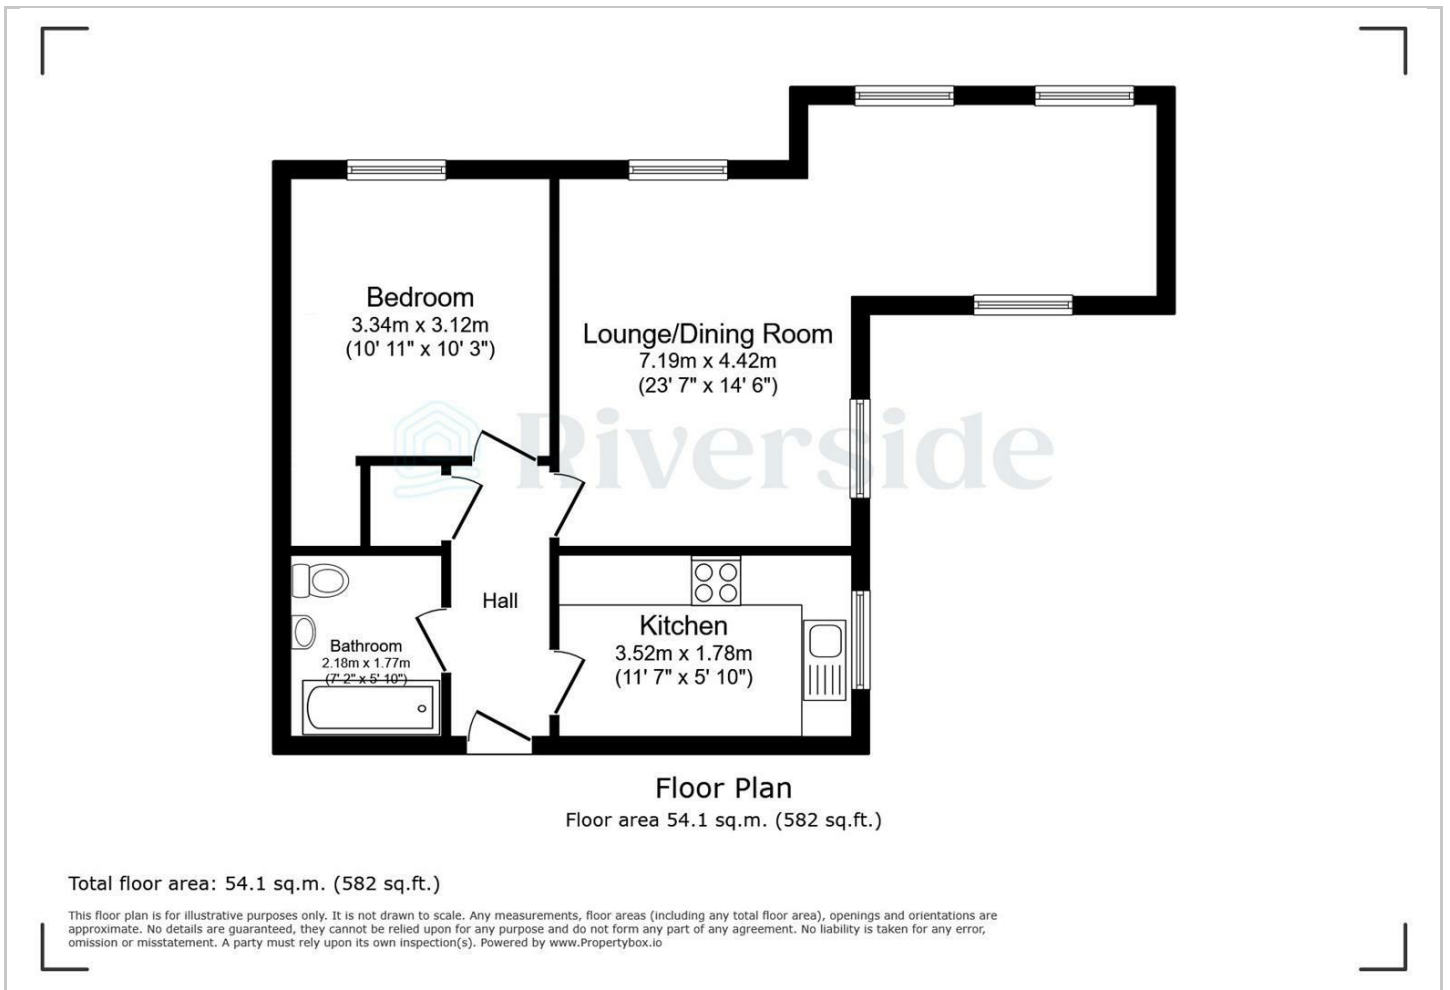 Bedroom
3.34m x 3.12m
(10' 11" x 10' 3")
Lounge/Dining Room
7.19m x 4.42m
(23' 7" x 14' 6")
Riverside
Hall
Kitchen
3.52m x 1.78m
(11' 7" x 5' 10")
Bathroom
2.18m x 1.77m
(7' 2" x 5' 10")
Floor Plan
Floor area 54.1 sq.m. (582 sq.ft.)
Total floor area: 54.1 sq.m. (582 sq.ft.)
This floor plan is for illustrative purposes only. It is not drawn to scale. Any measurements, floor areas (including any total floor area), openings and orientations are
approximate. No details are guaranteed, they cannot be relied upon for any purpose and do not form any part of any agreement. No liability is taken for any error,
omission or misstatement. A party must rely upon its own inspection(s). Powered by www.Propertybox.io